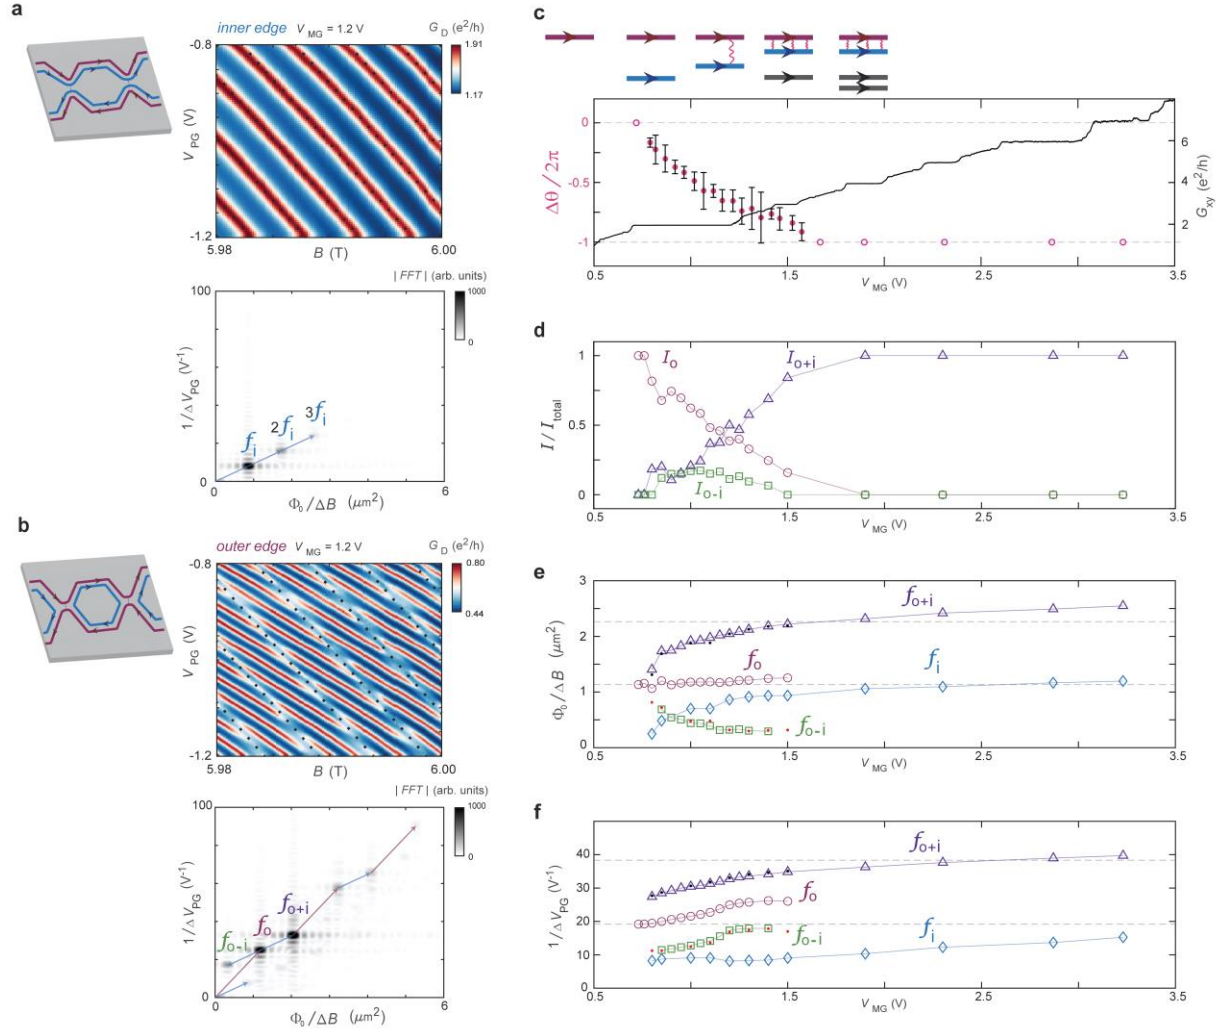 a
inner edge V_MG = 1.2 V
G_D (e²/h)
1.91
1.17
-0.8
V_PG (V)
-1.2
5.98
B (T)
6.00
| FFT | (arb. units)
1000
0
100
1/Δ V_PG (V⁻¹)
f_i
2f_i
3f_i
0
0
6
Φ₀/ΔB (μm²)
b
outer edge V_MG = 1.2 V
G_D (e²/h)
0.80
0.44
-0.8
V_PG (V)
-1.2
5.98
B (T)
6.00
| FFT | (arb. units)
1000
0
100
1/Δ V_PG (V⁻¹)
f_o-i
f_o
f_o+i
0
0
6
Φ₀/ΔB (μm²)
c
Δθ/2π
0
-0.5
-1
6
4
2
G_xy (e²/h)
0.5
1.5
2.5
3.5
V_MG (V)
d
I / I_total
1
0.5
0
I_o
I_o+i
I_o-i
0.5
1.5
2.5
3.5
V_MG (V)
e
Φ₀/ΔB (μm²)
3
2
1
0
f_o+i
f_o
f_i
f_o-i
0.5
1.5
2.5
3.5
V_MG (V)
f
1/ΔV_PG (V⁻¹)
40
30
20
10
0
f_o+i
f_o
f_o-i
f_i
0.5
1.5
2.5
3.5
V_MG (V)